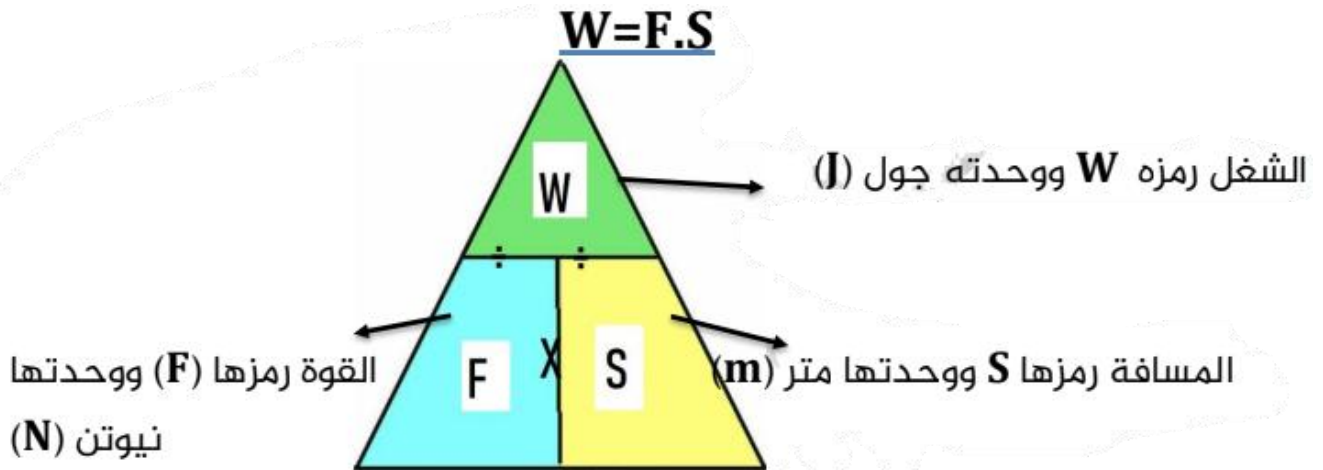 W=F.S
W
الشغل رمزه W ووحدته جول (J)
÷ ÷
F X S
المسافة رمزها S ووحدتها متر (m)
القوة رمزها (F) ووحدتها
نيوتن (N)